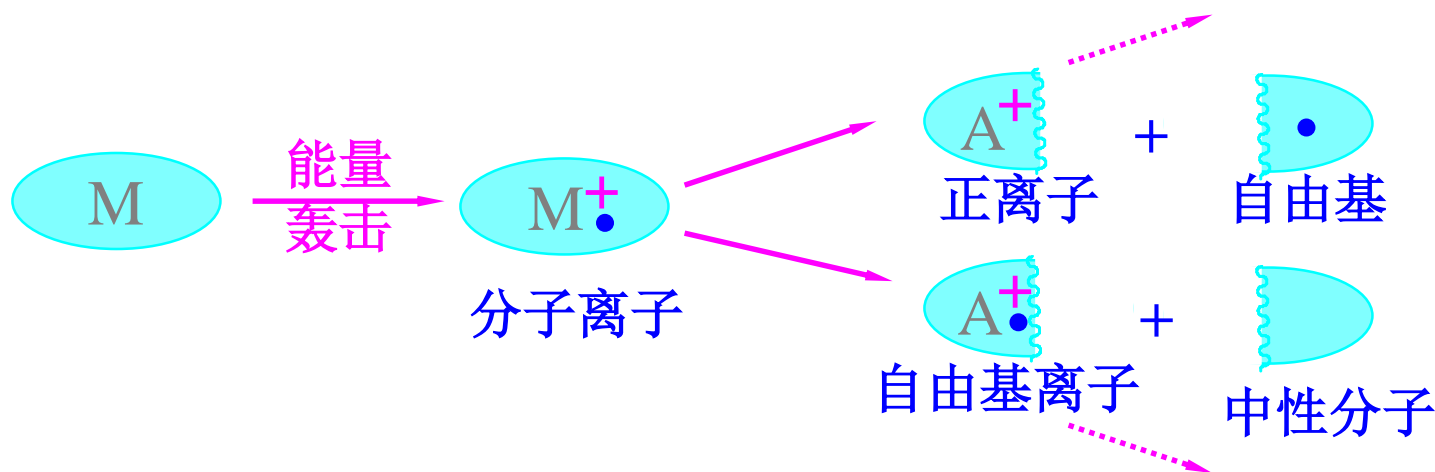 M
能量
轰击
M+•
分子离子
A+
+
•
正离子
自由基
A+•
+
自由基离子
中性分子